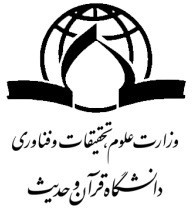 وزارت علوم، تحقیقات و فناوری
دانشگاه قرآن و حدیث